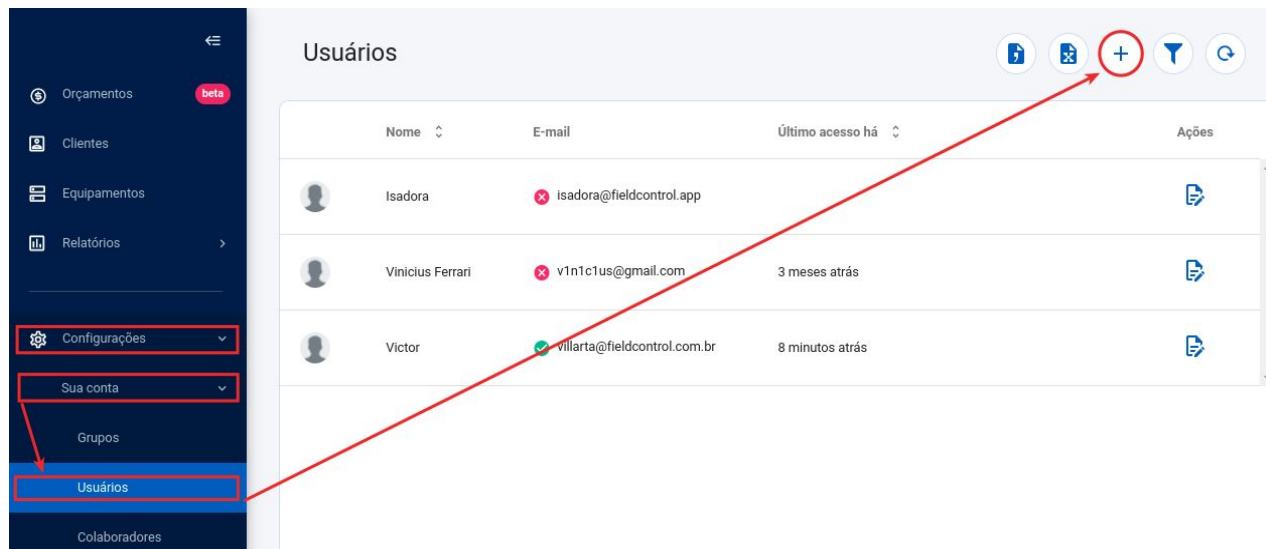 Usuários
Orçamentos beta
Clientes
Equipamentos
Relatórios
Configurações
Sua conta
Grupos
Usuários
Colaboradores
Nome E-mail Último acesso há Ações
Isadora isadora@fieldcontrol.app
Vinicius Ferrari v1n1c1us@gmail.com 3 meses atrás
Victor villarta@fieldcontrol.com.br 8 minutos atrás